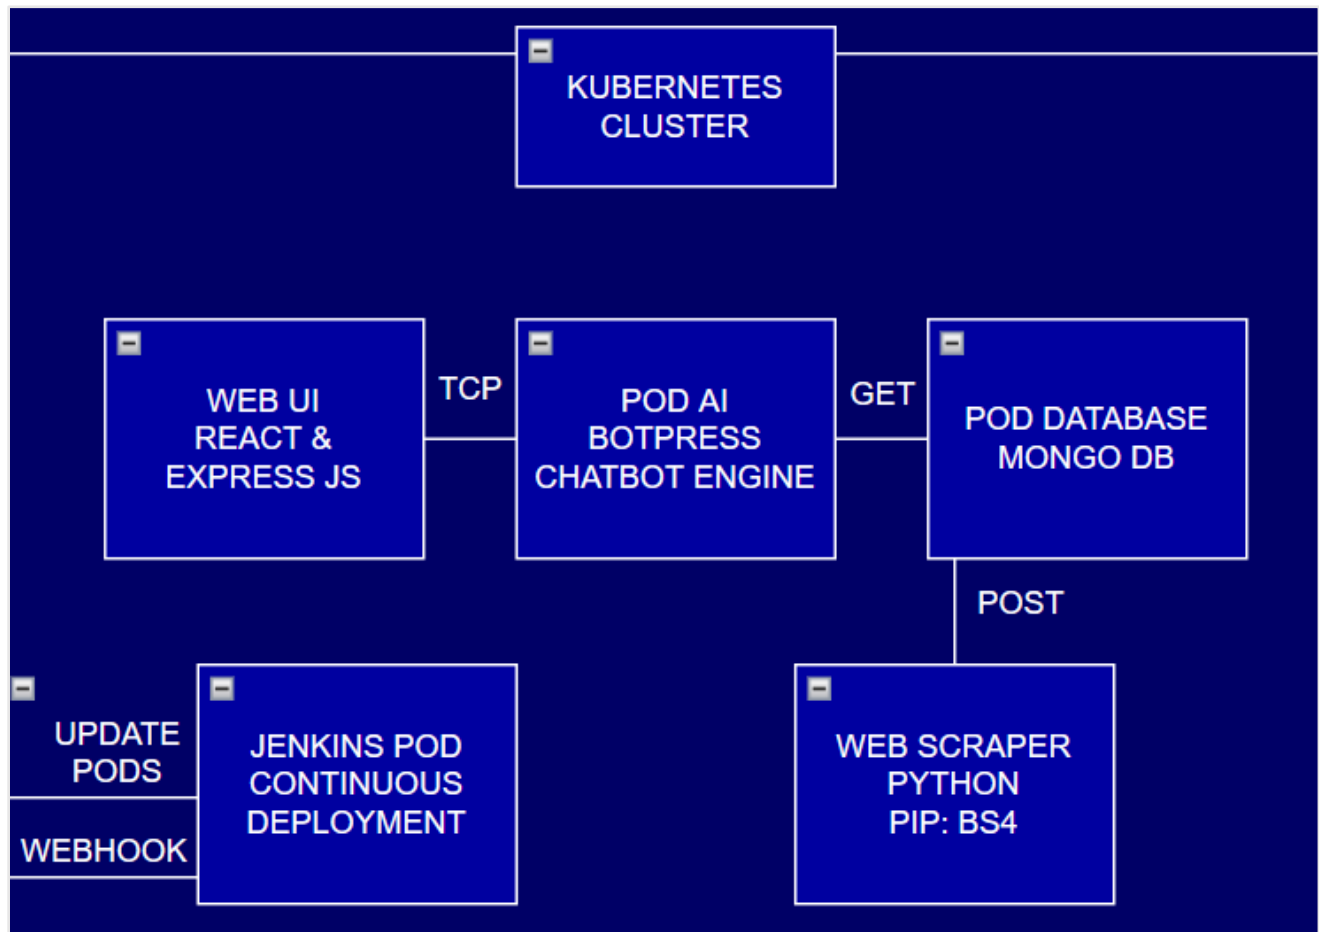 KUBERNETES
CLUSTER
WEB UI
REACT &
EXPRESS JS
TCP
POD AI
BOTPRESS
CHATBOT ENGINE
GET
POD DATABASE
MONGO DB
POST
UPDATE
PODS
WEBHOOK
JENKINS POD
CONTINUOUS
DEPLOYMENT
WEB SCRAPER
PYTHON
PIP: BS4